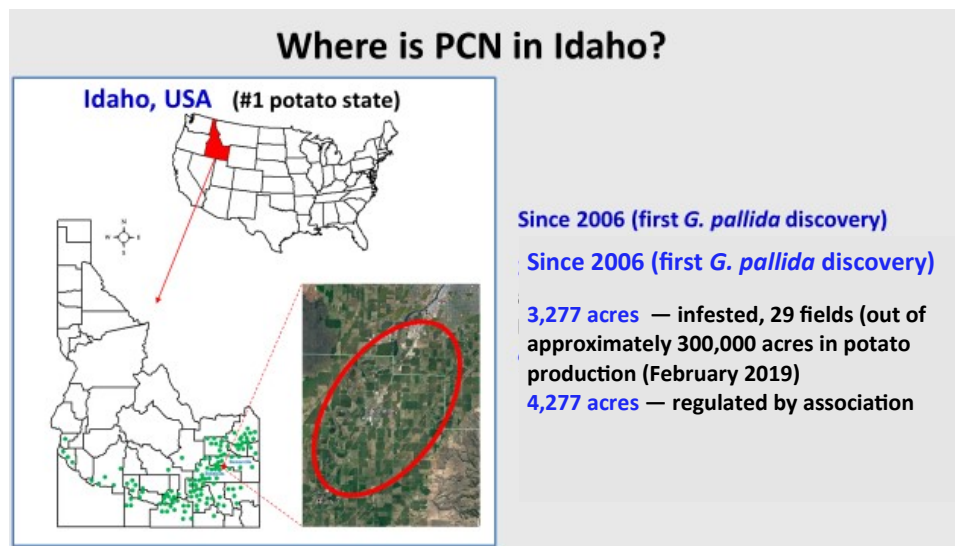 Where is PCN in Idaho?
Idaho, USA (#1 potato state)
N
W E
S
Since 2006 (first G. pallida discovery)
Since 2006 (first G. pallida discovery)
3,277 acres — infested, 29 fields (out of
approximately 300,000 acres in potato
production (February 2019)
4,277 acres — regulated by association